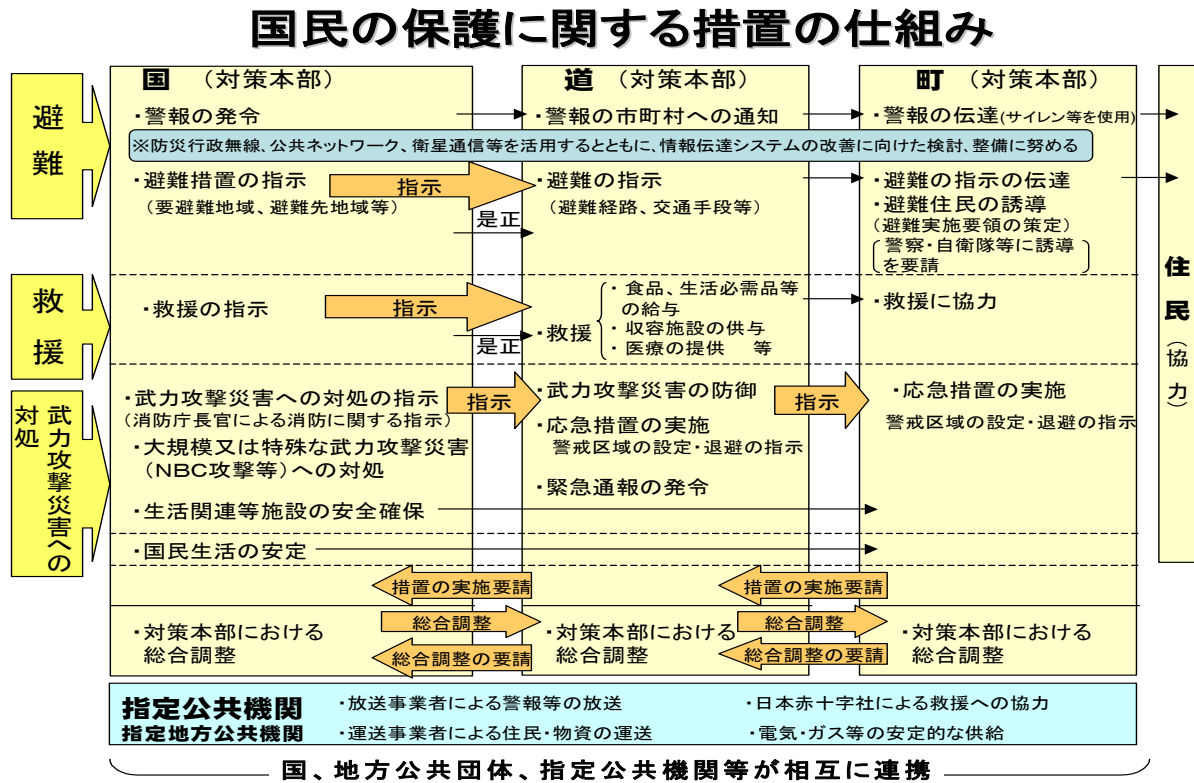 国民の保護に関する措置の仕組み
避難
国 (対策本部)
・警報の発令
道 (対策本部)
・警報の市町村への通知
町 (対策本部)
・警報の伝達(サイレン等を使用)
※防災行政無線、公共ネットワーク、衛星通信等を活用するとともに、情報伝達システムの改善に向けた検討、整備に努める
・避難措置の指示
(要避難地域、避難先地域等)
指示
是正
・避難の指示
(避難経路、交通手段等)
・避難の指示の伝達
・避難住民の誘導
(避難実施要領の策定)
警察・自衛隊等に誘導
を要請
救援
・救援の指示
指示
是正
・救援
・食品、生活必需品等
の給与
・収容施設の供与
・医療の提供 等
・救援に協力
武力攻撃災害への
対処
・武力攻撃災害への対処の指示
(消防庁長官による消防に関する指示)
・大規模又は特殊な武力攻撃災害
(NBC攻撃等)への対処
・生活関連等施設の安全確保
・国民生活の安定
指示
・武力攻撃災害の防御
・応急措置の実施
警戒区域の設定・退避の指示
・緊急通報の発令
指示
・応急措置の実施
警戒区域の設定・退避の指示
措置の実施要請
措置の実施要請
・対策本部における
総合調整
総合調整
総合調整の要請
・対策本部における
総合調整
総合調整
総合調整の要請
・対策本部における
総合調整
住民(協力)
指定公共機関
指定地方公共機関
・放送事業者による警報等の放送
・日本赤十字社による救援への協力
・運送事業者による住民・物資の運送
・電気・ガス等の安定的な供給
国、地方公共団体、指定公共機関等が相互に連携